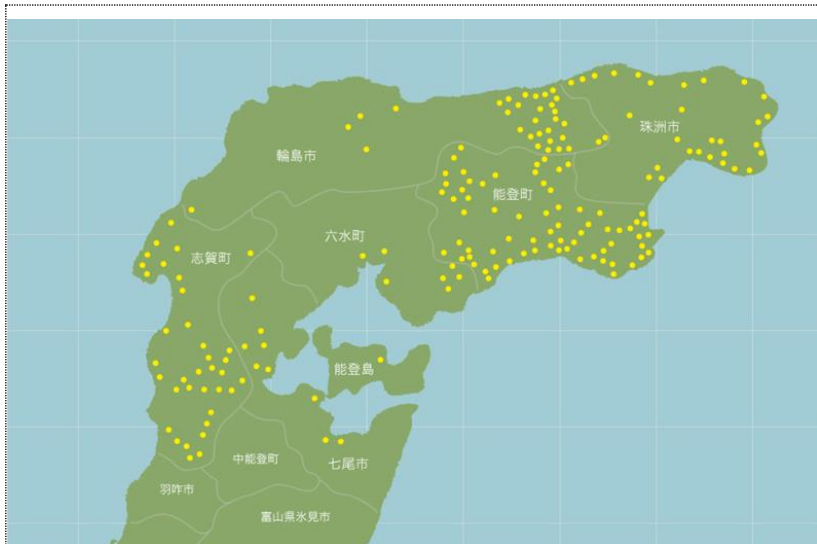 珠洲市
輪島市
能登町
六水町
志賀町
能登島
中能登町
七尾市
羽咋市
富山県氷見市